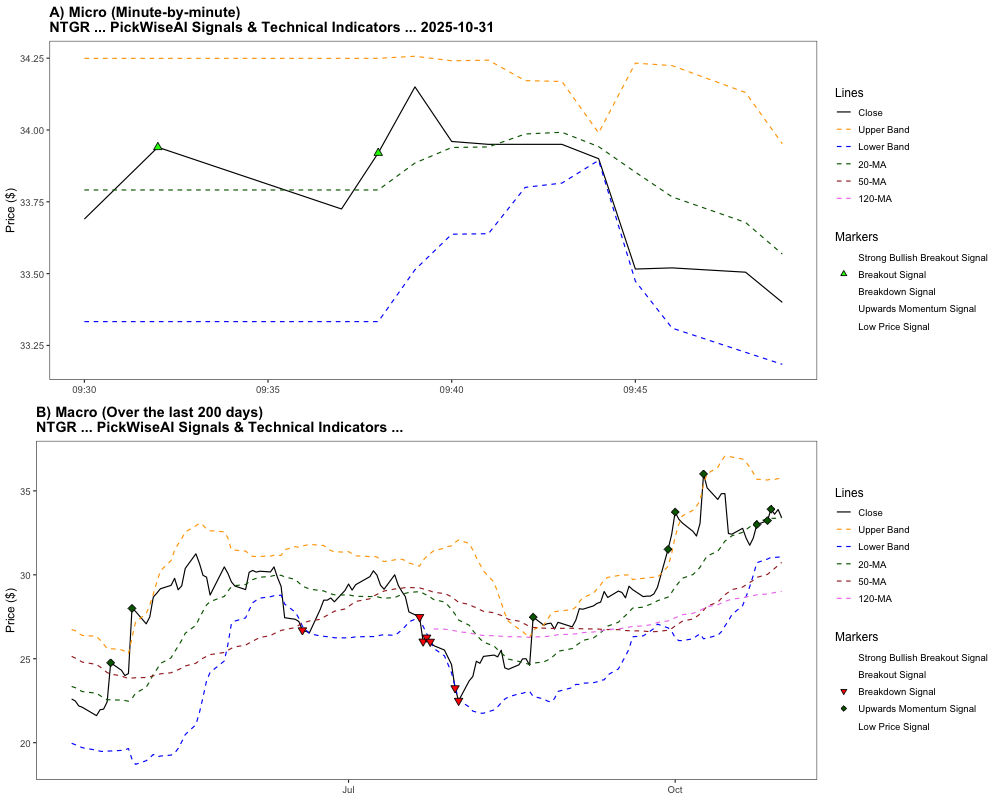 A) Micro (Minute-by-minute)
NTGR ... PickWiseAI Signals & Technical Indicators ... 2025-10-31
Price ($)
34.25
34.00
33.75
33.50
33.25
09:30
09:35
09:40
09:45
Lines
Close
Upper Band
Lower Band
20-MA
50-MA
120-MA
Markers
Strong Bullish Breakout Signal
Breakout Signal
Breakdown Signal
Upwards Momentum Signal
Low Price Signal
B) Macro (Over the last 200 days)
NTGR ... PickWiseAI Signals & Technical Indicators ...
Price ($)
35
30
25
20
Jul
Oct
Lines
Close
Upper Band
Lower Band
20-MA
50-MA
120-MA
Markers
Strong Bullish Breakout Signal
Breakout Signal
Breakdown Signal
Upwards Momentum Signal
Low Price Signal